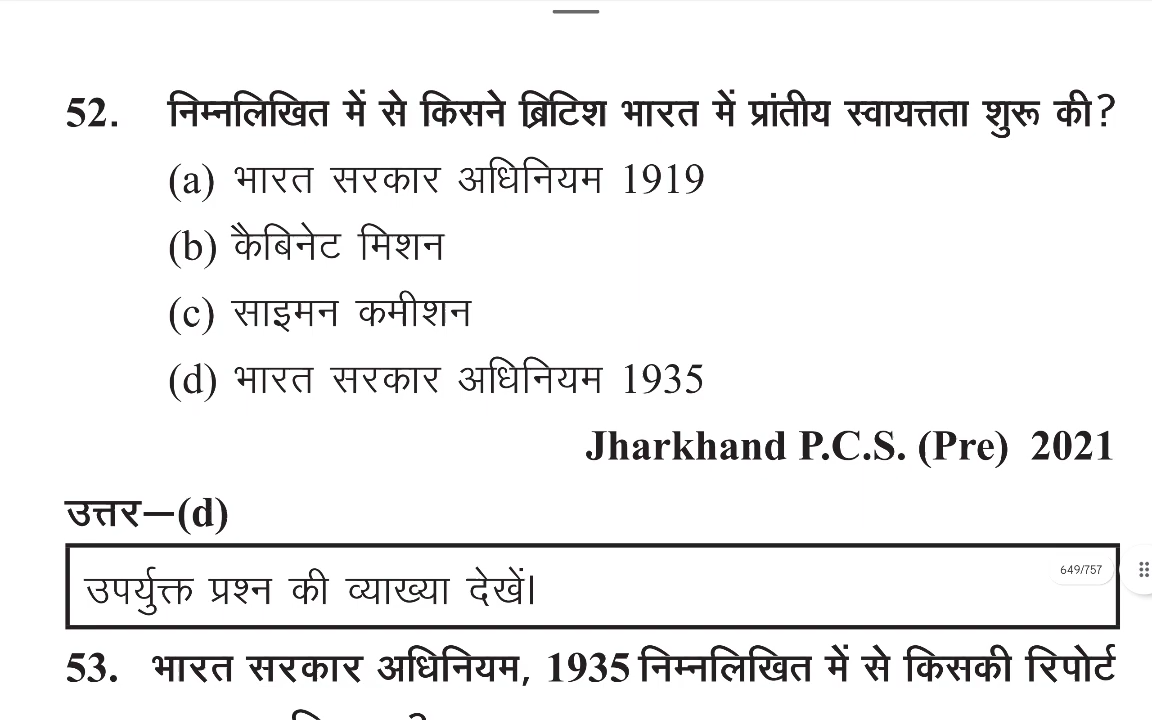 52. निम्नलिखित में से किसने ब्रिटिश भारत में प्रांतीय स्वायत्तता शुरू की?
(a) भारत सरकार अधिनियम 1919
(b) कैबिनेट मिशन
(c) साइमन कमीशन
(d) भारत सरकार अधिनियम 1935
Jharkhand P.C.S. (Pre) 2021
उत्तर—(d)
उपर्युक्त प्रश्न की व्याख्या देखें।
649/757
53. भारत सरकार अधिनियम, 1935 निम्नलिखित में से किसकी रिपोर्ट